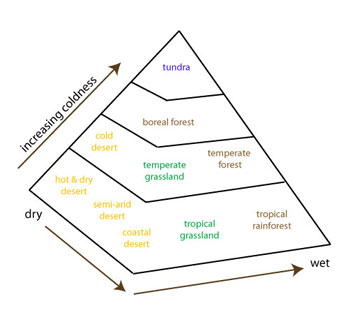 tundra
increasing coldness
boreal forest
cold
desert
temperate
grassland
temperate
forest
hot & dry
desert
semi-arid
desert
coastal
desert
tropical
grassland
tropical
rainforest
dry
wet